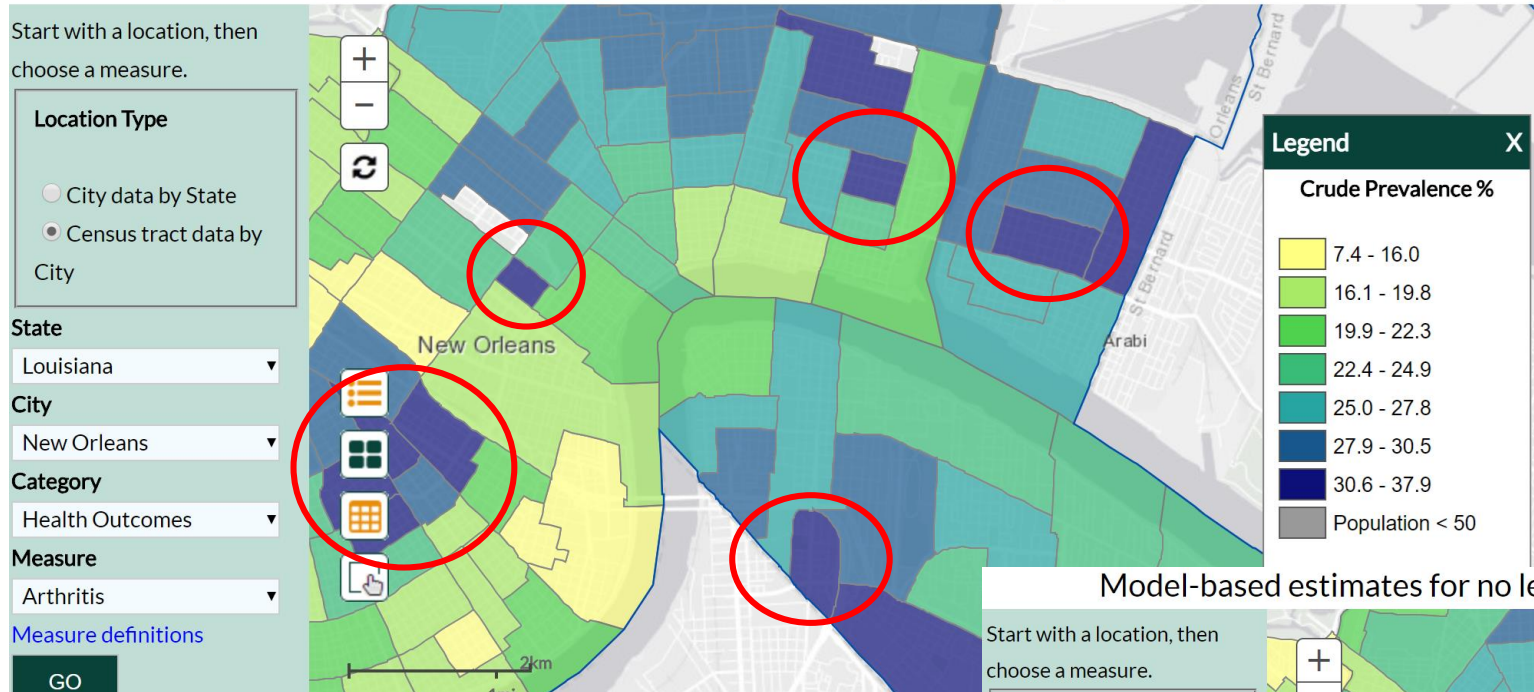 Start with a location, then
choose a measure.
Location Type
City data by State
Census tract data by
City
State
Louisiana
City
New Orleans
Category
Health Outcomes
Measure
Arthritis
Measure definitions
GO
+
−
New Orleans
2km
Orleans
St Bernard
St Bernard
Arabi
Legend X
Crude Prevalence %
7.4 - 16.0
16.1 - 19.8
19.9 - 22.3
22.4 - 24.9
25.0 - 27.8
27.9 - 30.5
30.6 - 37.9
Population < 50
Model-based estimates for no le
Start with a location, then
choose a measure.
+